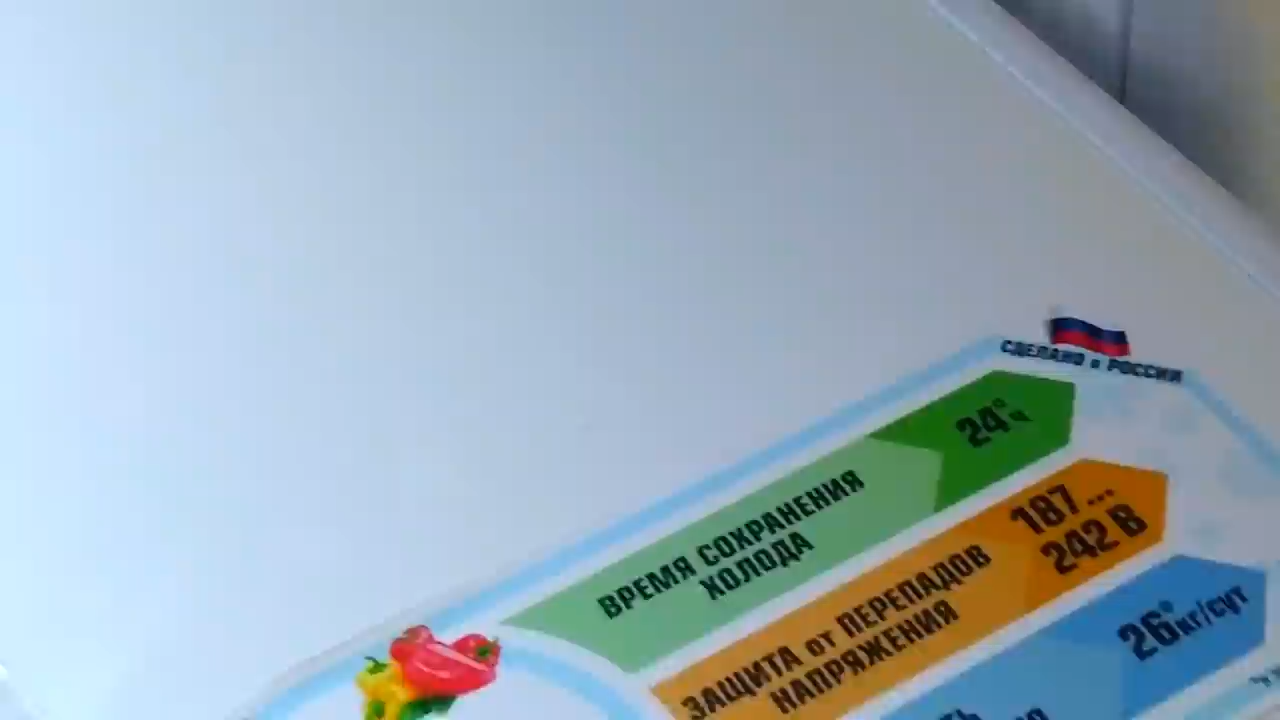 СДЕЛАНО в РОССИИ
ВРЕМЯ СОХРАНЕНИЯ
ХОЛОДА
24* ч
ЗАЩИТА от ПЕРЕПАДОВ
НАПРЯЖЕНИЯ
187...
242 В
26* кг/сут